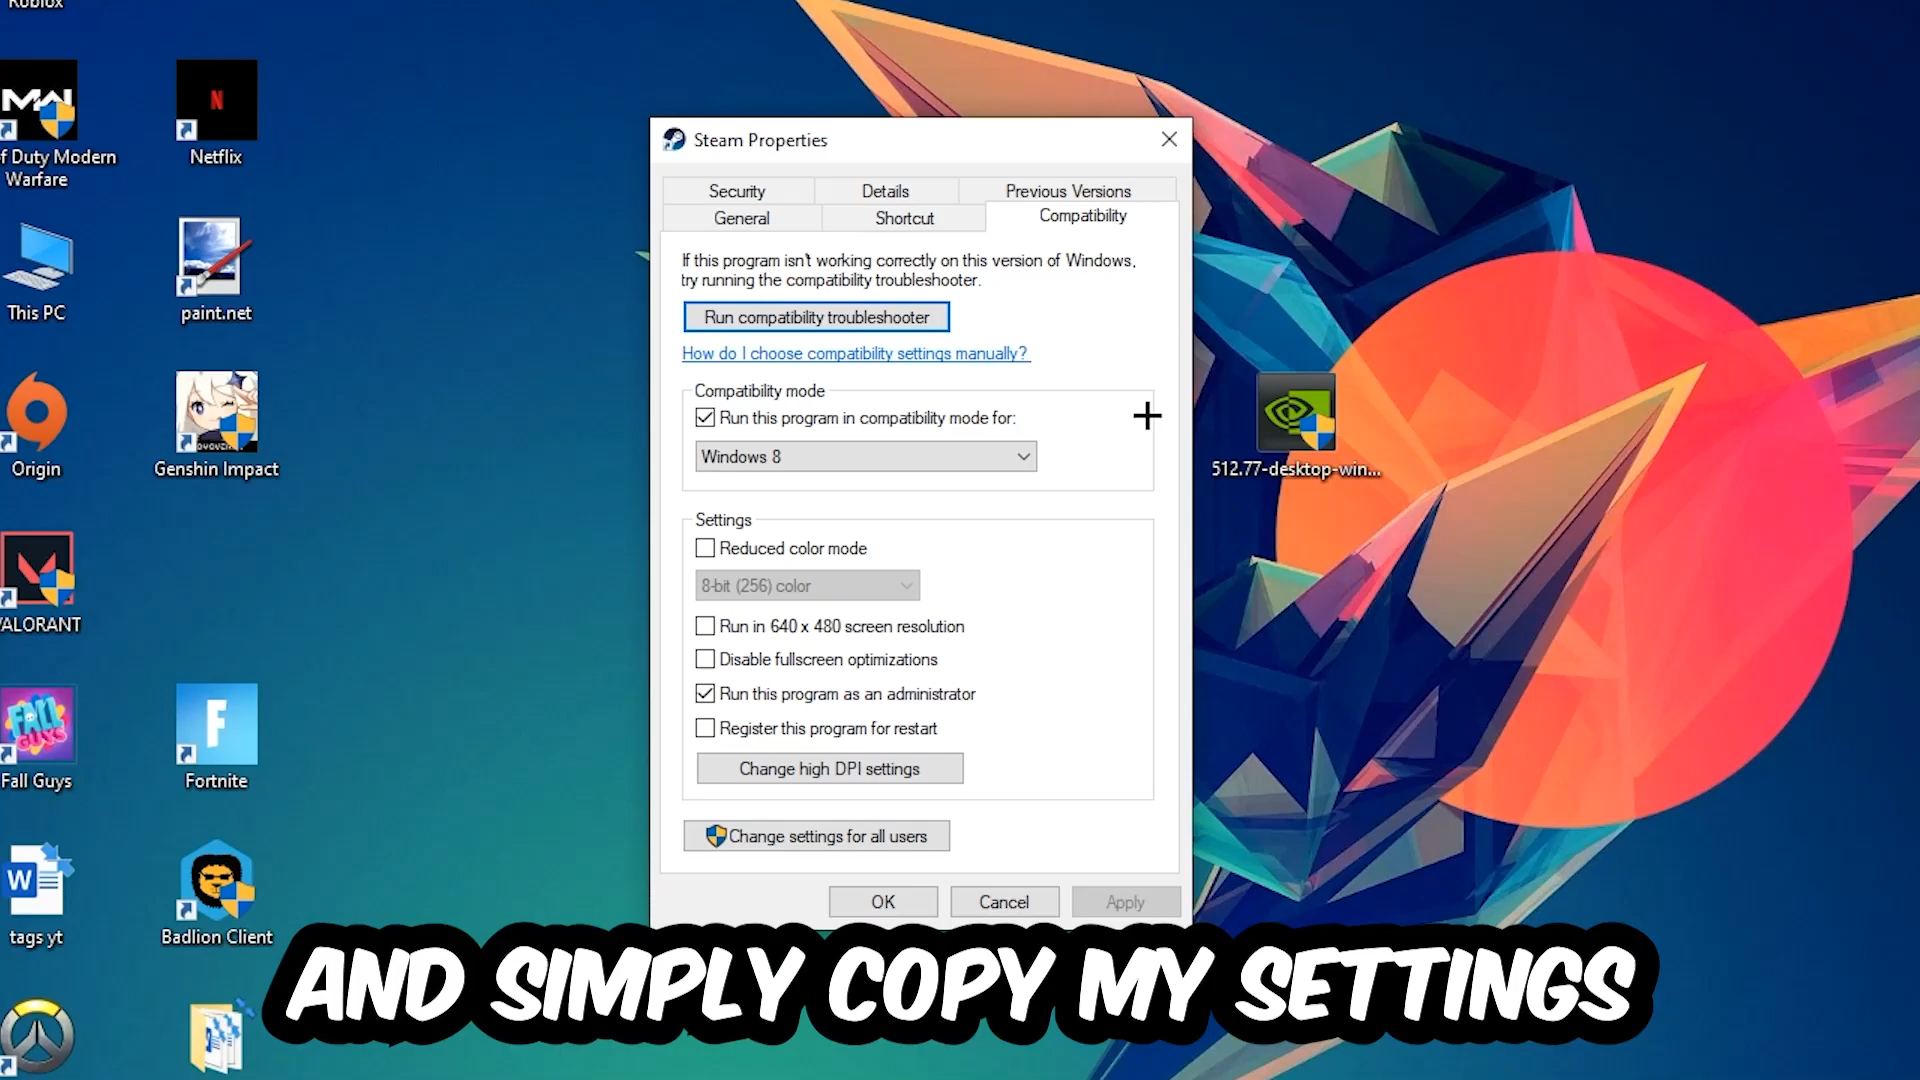 Roblox
MW
f Duty Modern
Warfare
N
Netflix
This PC
paint.net
Origin
Genshin Impact
VALORANT
FALL
GUYS
Fall Guys
F
Fortnite
W
tags yt
Badlion Client
Steam Properties
Security
Details
Previous Versions
General
Shortcut
Compatibility
If this program isn't working correctly on this version of Windows,
try running the compatibility troubleshooter.
Run compatibility troubleshooter
How do I choose compatibility settings manually?
Compatibility mode
Run this program in compatibility mode for:
Windows 8
Settings
Reduced color mode
8-bit (256) color
Run in 640 x 480 screen resolution
Disable fullscreen optimizations
Run this program as an administrator
Register this program for restart
Change high DPI settings
Change settings for all users
OK
Cancel
Apply
512.77-desktop-win...
AND SIMPLY COPY MY SETTINGS